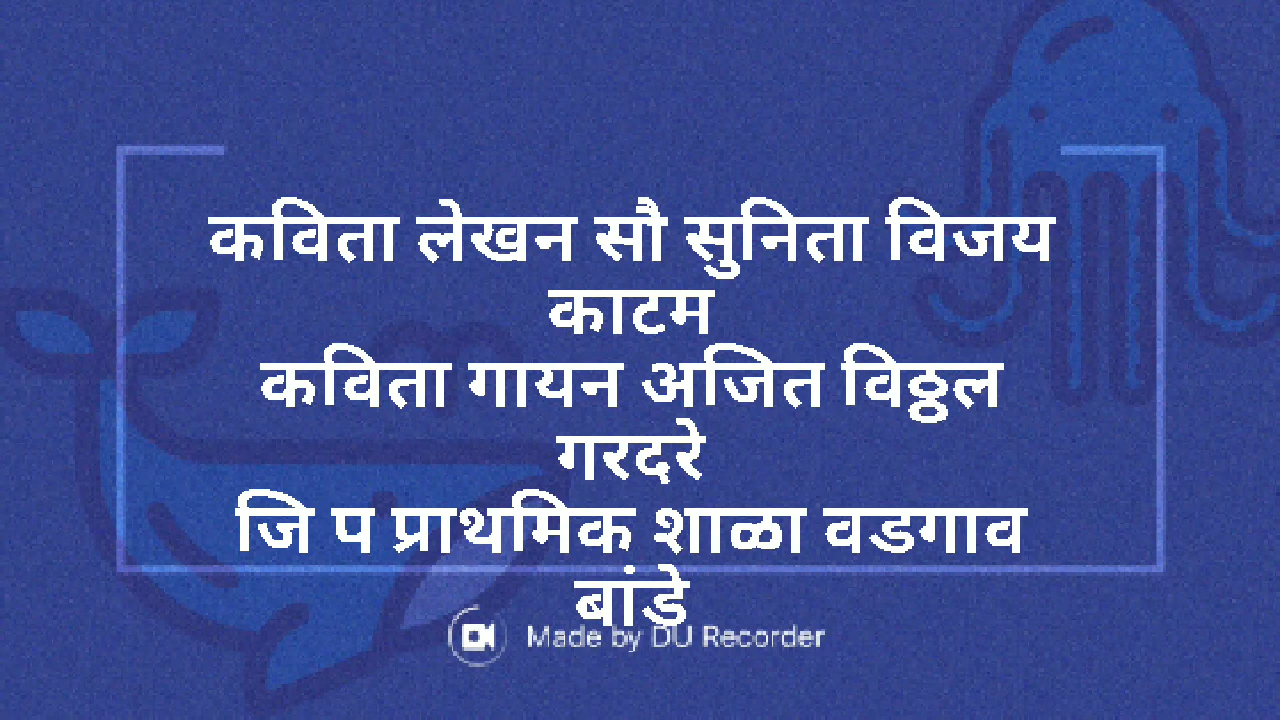 कविता लेखन सौ सुनिता विजय
काटम
कविता गायन अजित विठ्ठल
गरदरे
जि प प्राथमिक शाळा वडगाव
बांडे
Made by DU Recorder